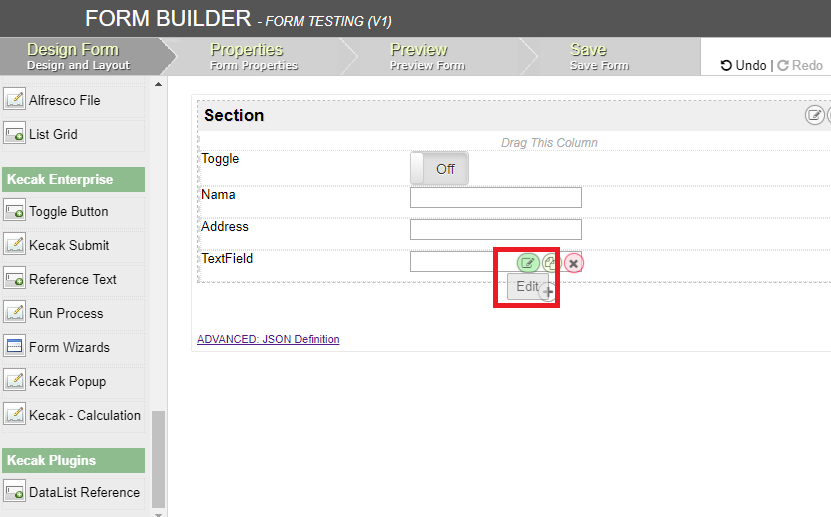 FORM BUILDER - FORM TESTING (V1)
Design Form
Design and Layout
Properties
Form Properties
Preview
Preview Form
Save
Save Form
Undo | Redo
Alfresco File
List Grid
Kecak Enterprise
Toggle Button
Kecak Submit
Reference Text
Run Process
Form Wizards
Kecak Popup
Kecak - Calculation
Kecak Plugins
DataList Reference
Section
Drag This Column
Toggle
Off
Nama
Address
TextField
Edit
ADVANCED: JSON Definition